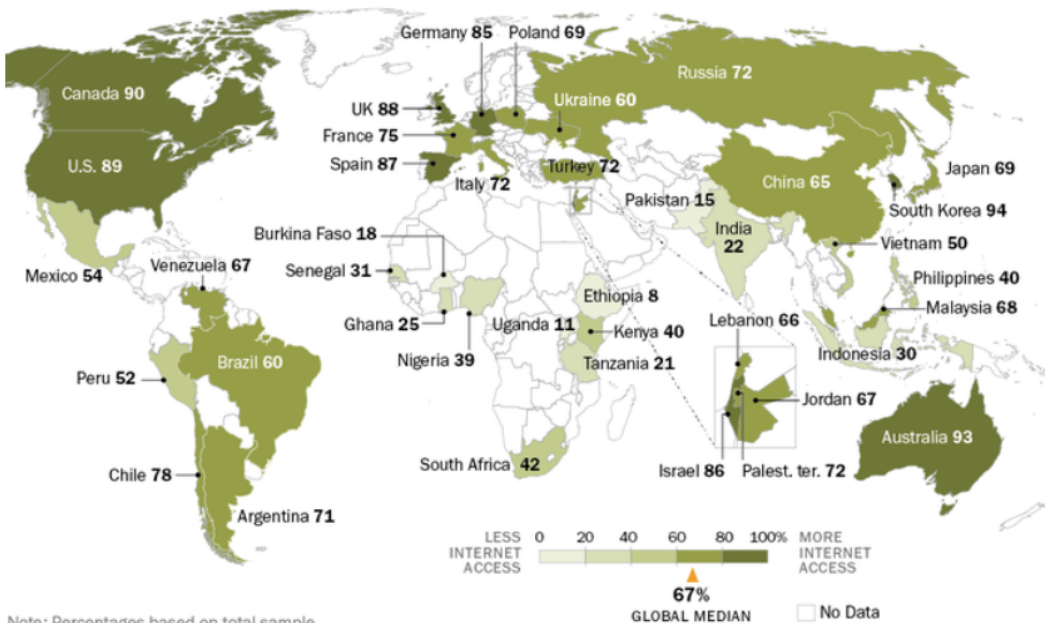 Germany 85
Poland 69
Canada 90
Russia 72
UK 88
Ukraine 60
France 75
U.S. 89
Spain 87
Italy 72
Turkey 72
Japan 69
China 65
Pakistan 15
South Korea 94
India
22
Burkina Faso 18
Vietnam 50
Senegal 31
Mexico 54
Venezuela 67
Philippines 40
Ethiopia 8
Malaysia 68
Lebanon 66
Ghana 25
Uganda 11
Kenya 40
Indonesia 30
Nigeria 39
Tanzania 21
Brazil 60
Peru 52
Jordan 67
Australia 93
South Africa 42
Israel 86
Palest. ter. 72
Chile 78
Argentina 71
LESS
INTERNET
ACCESS
0 20 40 60 80 100%
MORE
INTERNET
ACCESS
67%
GLOBAL MEDIAN
No Data
Note: Percentages based on total sample